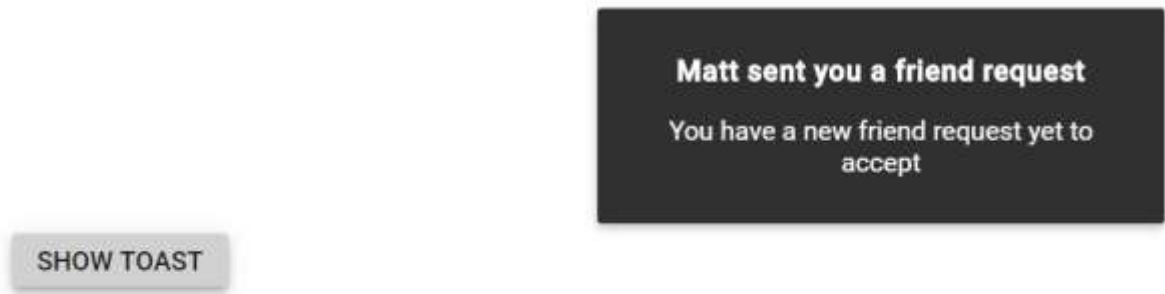 Matt sent you a friend request
You have a new friend request yet to
accept
SHOW TOAST